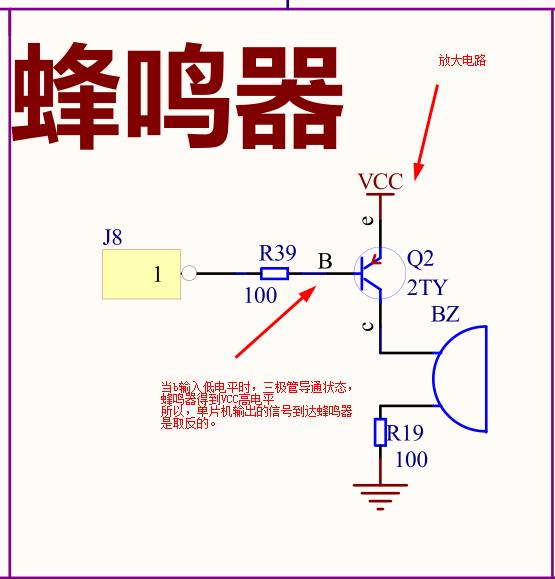 蜂鸣器
放大电路
VCC
e
J8
1
R39
100
B
Q2
2TY
BZ
c
当b输入低电平时，三极管导通状态，
蜂鸣器得到VCC高电平
所以，单片机输出的信号到达蜂鸣器
是取反的。
R19
100